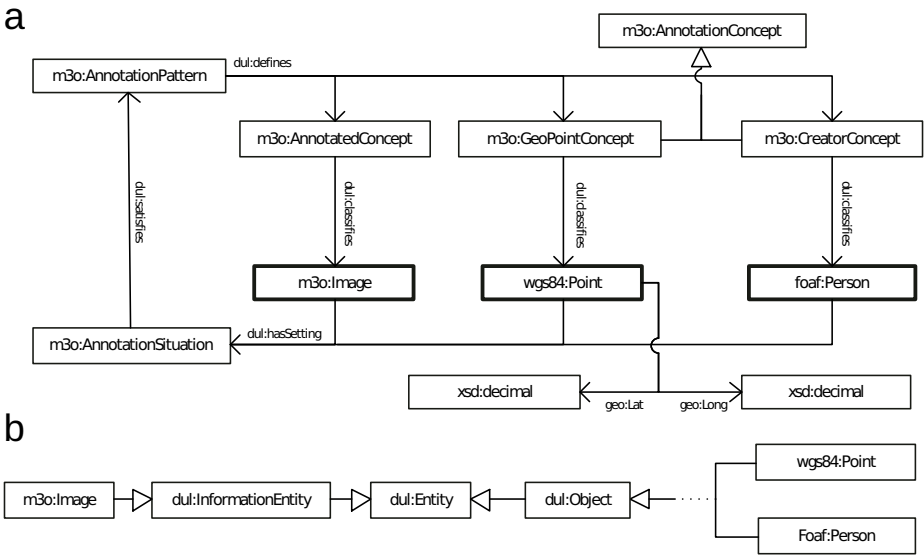 a
m3o:AnnotationConcept
m3o:AnnotationPattern
dul:defines
m3o:AnnotatedConcept
m3o:GeoPointConcept
m3o:CreatorConcept
dul:satisfies
dul:classifies
dul:classifies
dul:classifies
m3o:Image
wgs84:Point
foaf:Person
m3o:AnnotationSituation
dul:hasSetting
xsd:decimal
geo:Lat
geo:Long
xsd:decimal
b
m3o:Image
dul:InformationEntity
dul:Entity
dul:Object
wgs84:Point
Foaf:Person